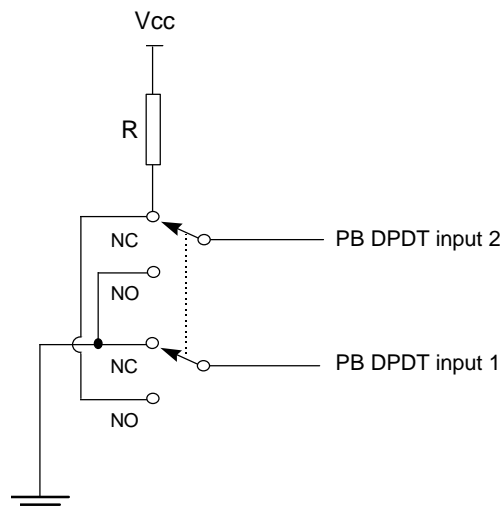 Vcc
R
NC
PB DPDT input 2
NO
NC
PB DPDT input 1
NO